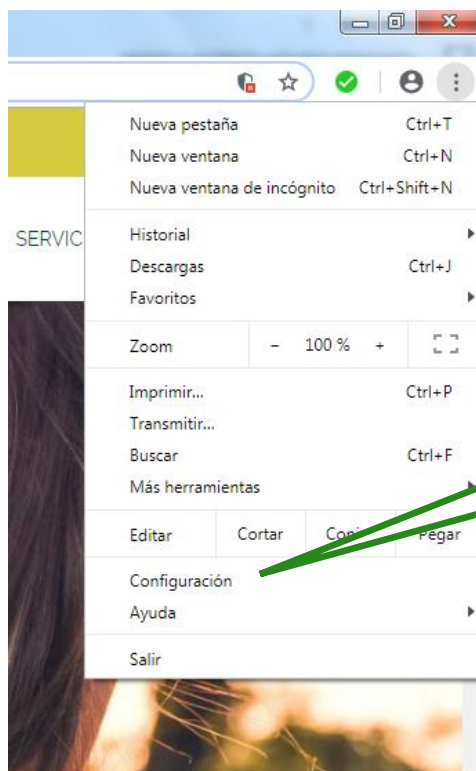 Nueva pestaña Ctrl+T
Nueva ventana Ctrl+N
Nueva ventana de incógnito Ctrl+Shift+N
SERVIC
Historial
Descargas Ctrl+J
Favoritos
Zoom - 100 % +
Imprimir... Ctrl+P
Transmitir...
Buscar Ctrl+F
Más herramientas
Editar Cortar Pegar
Configuración
Ayuda
Salir